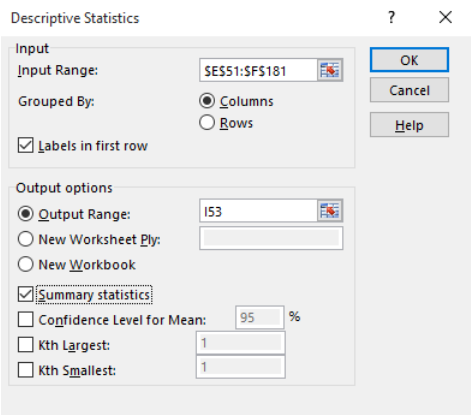 Descriptive Statistics ? ×
Input
Input Range: $E$51:$F$181
OK
Grouped By: Columns
Cancel
Rows
Help
Labels in first row
Output options
Output Range: I53
New Worksheet Ply:
New Workbook
Summary statistics
Confidence Level for Mean: 95 %
Kth Largest: 1
Kth Smallest: 1